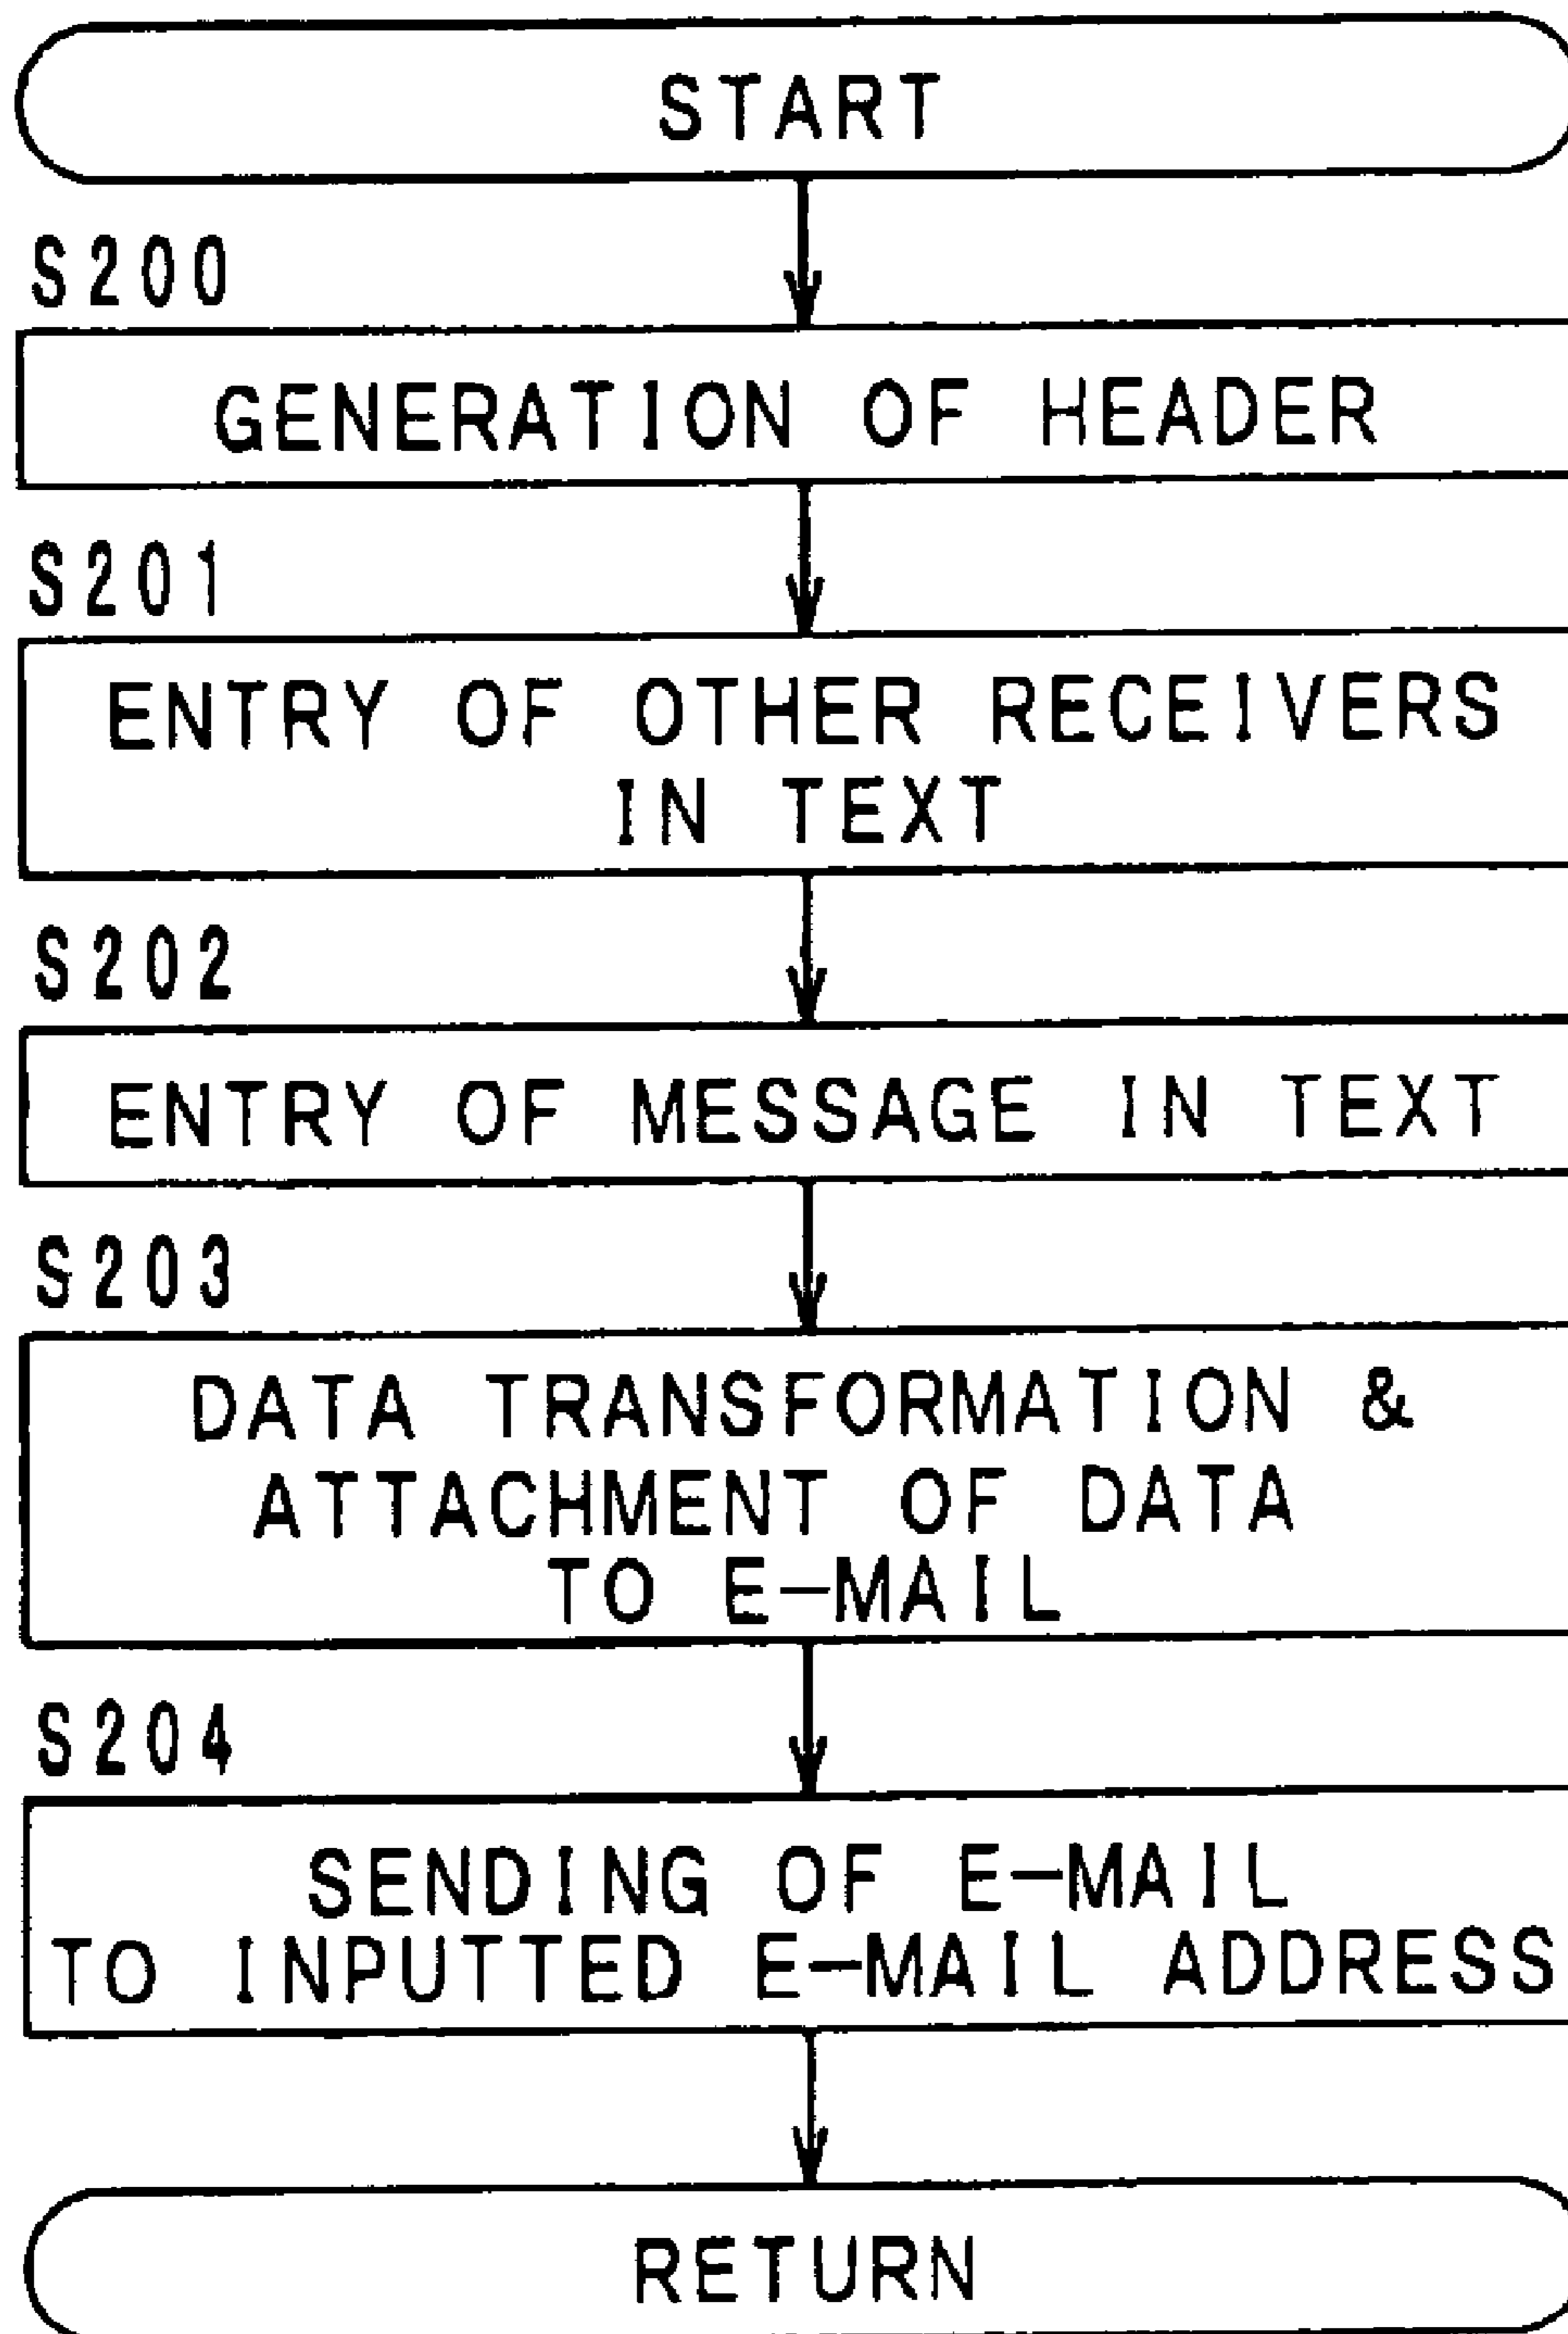 START
S200
GENERATION OF HEADER
S201
ENTRY OF OTHER RECEIVERS
IN TEXT
S202
ENTRY OF MESSAGE IN TEXT
S203
DATA TRANSFORMATION &
ATTACHMENT OF DATA
TO E-MAIL
S204
SENDING OF E-MAIL
TO INPUTTED E-MAIL ADDRESS
RETURN